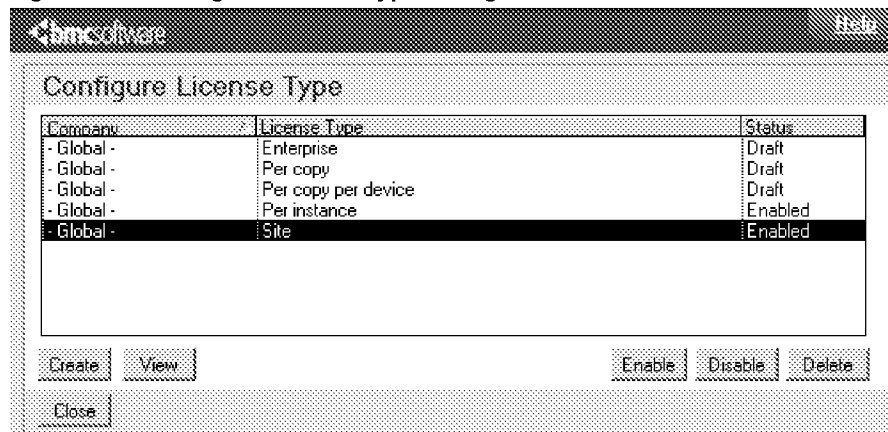 bmcsoftware
Help
Configure License Type
Company License Type Status
- Global - Enterprise Draft
- Global - Per copy Draft
- Global - Per copy per device Draft
- Global - Per instance Enabled
- Global - Site Enabled
Create View Enable Disable Delete
Close